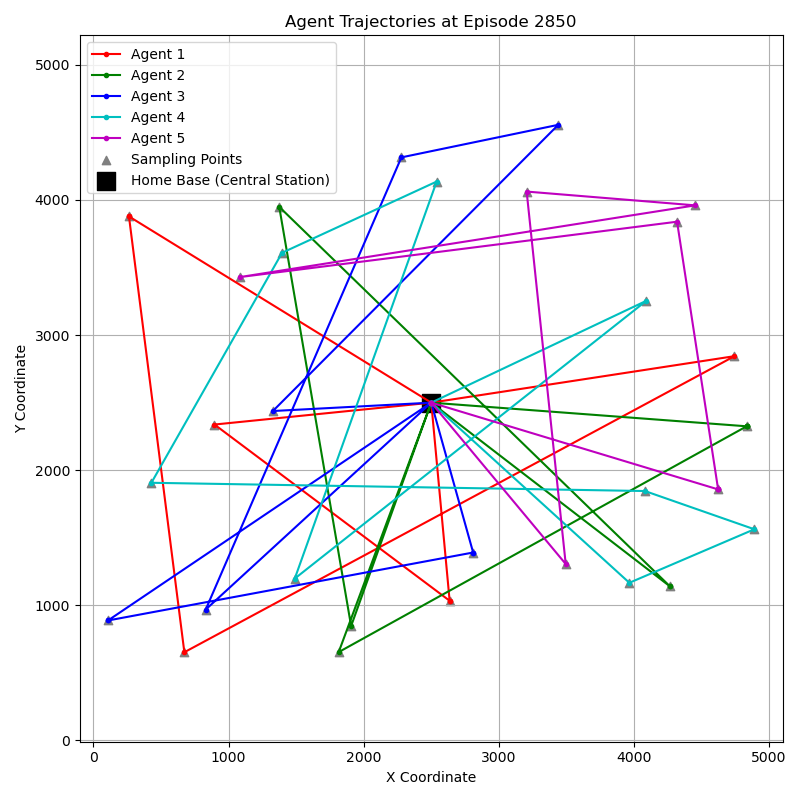 Agent Trajectories at Episode 2850
Agent 1
Agent 2
Agent 3
Agent 4
Agent 5
Sampling Points
Home Base (Central Station)
5000
4000
3000
2000
1000
0
Y Coordinate
0 1000 2000 3000 4000 5000
X Coordinate